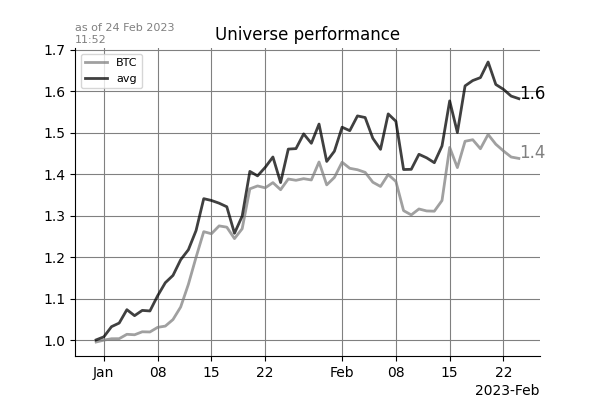 as of 24 Feb 2023
11:52
Universe performance
1.7
BTC
avg
1.6
1.6
1.5
1.4
1.4
1.3
1.2
1.1
1.0
Jan 08 15 22 Feb 08 15 22
2023-Feb